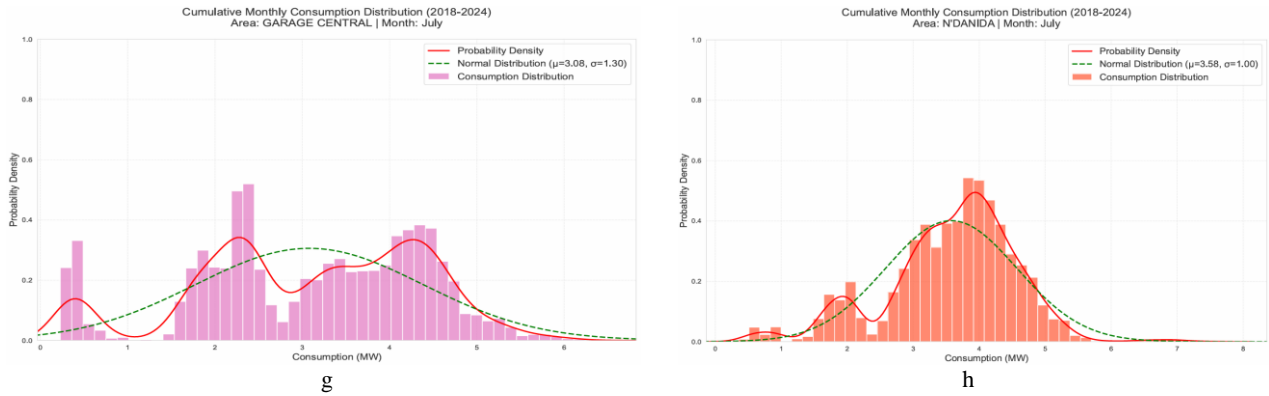 Cumulative Monthly Consumption Distribution (2018-2024)
Area: GARAGE CENTRAL | Month: July
1.0
0.8
0.6
0.4
0.2
0.0
Probability Density
Probability Density
Normal Distribution (μ=3.08, σ=1.30)
Consumption Distribution
0 1 2 3 4 5 6
Consumption (MW)
g
Cumulative Monthly Consumption Distribution (2018-2024)
Area: N'DANIDA | Month: July
1.0
0.8
0.6
0.4
0.2
0.0
Probability Density
Probability Density
Normal Distribution (μ=3.58, σ=1.00)
Consumption Distribution
0 1 2 3 4 5 6 7 8
Consumption (MW)
h